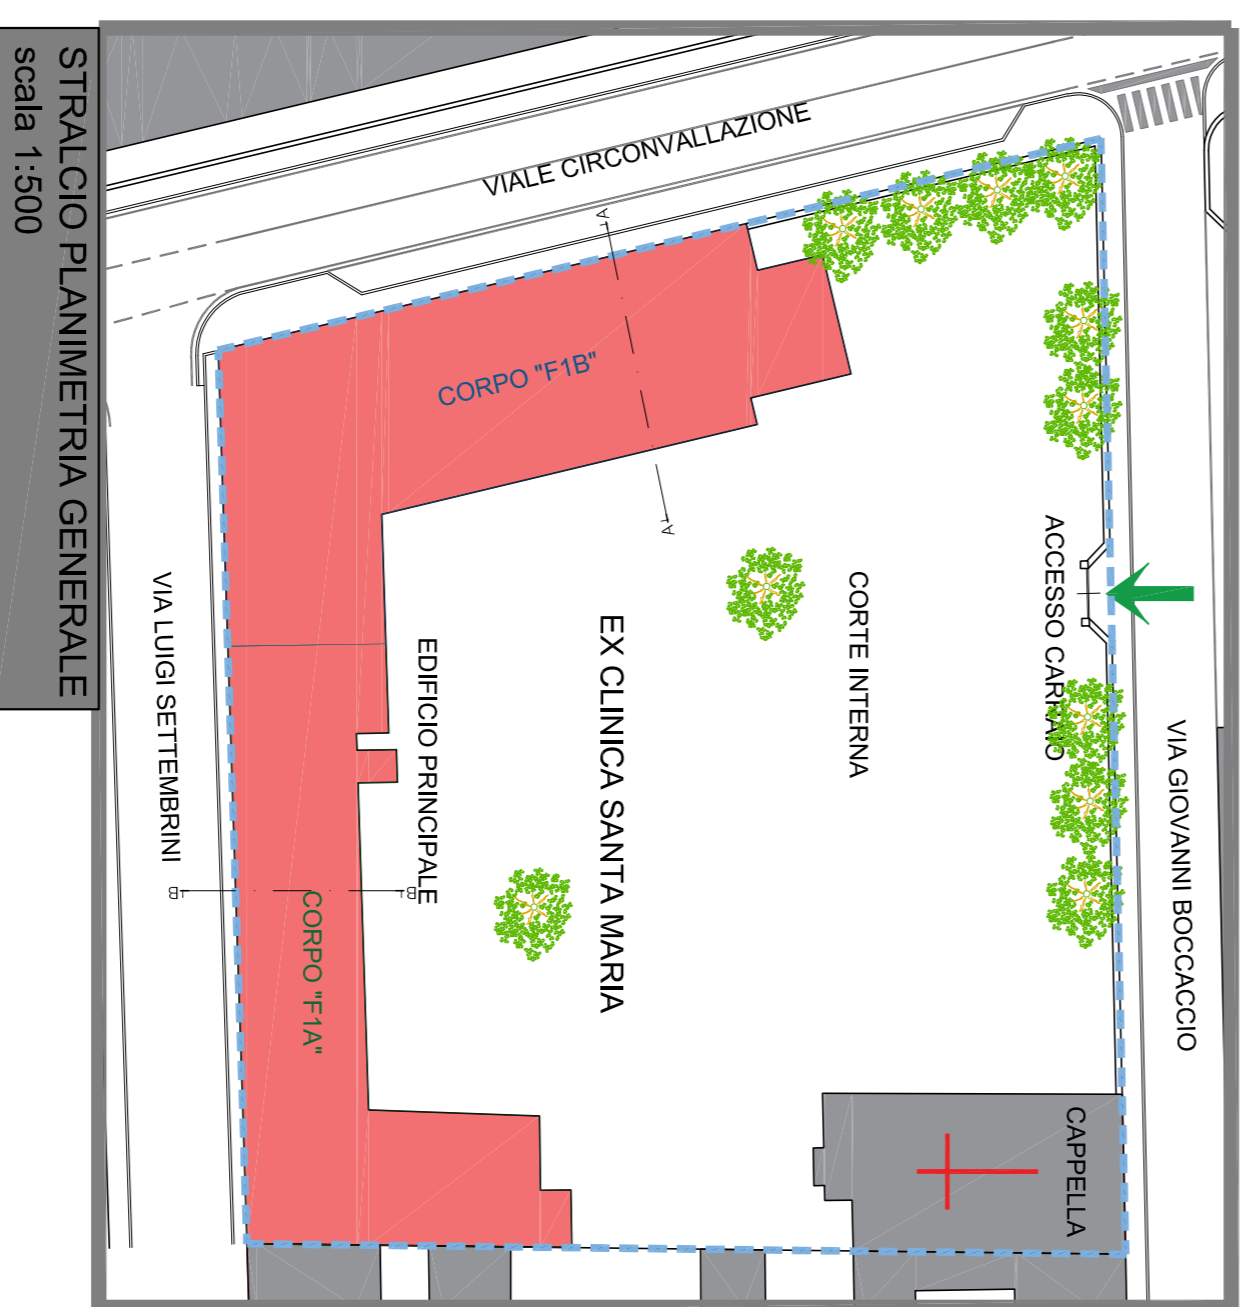 STRALCIO PLANIMETRIA GENERALE
scala 1:500
VIALE CIRCONVALLAZIONE
A
CORPO "F1B"
A
ACCESSO CARRAIO
CORTE INTERNA
EX CLINICA SANTA MARIA
EDIFICIO PRINCIPALE
VIA LUIGI SETTEMBRINI
VIA GIOVANNI BOCCACCIO
B
B
CORPO "F1A"
CAPPELLA